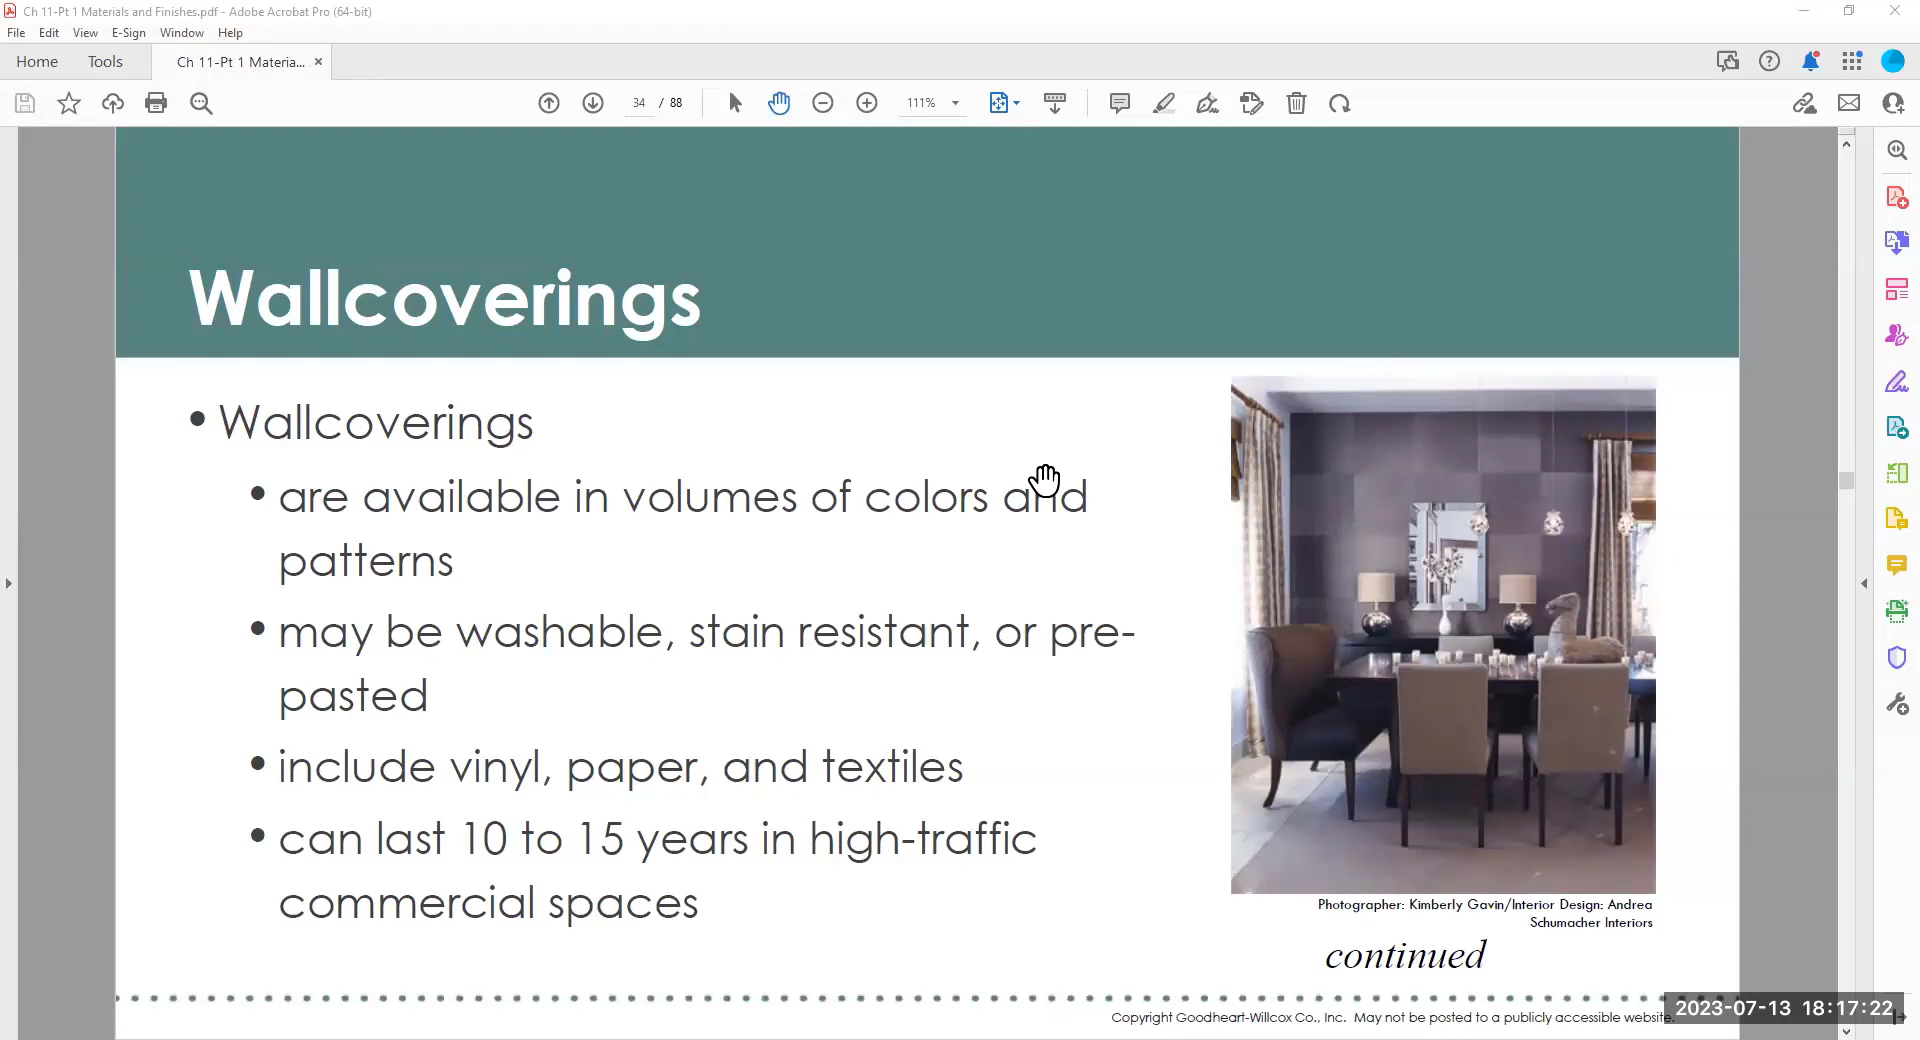 Ch 11-Pt 1 Materials and Finishes.pdf - Adobe Acrobat Pro (64-bit)
File Edit View E-Sign Window Help
Home Tools Ch 11-Pt 1 Materia... ×
34 / 88 111%
Wallcoverings
• Wallcoverings
• are available in volumes of colors and
patterns
• may be washable, stain resistant, or pre-
pasted
• include vinyl, paper, and textiles
• can last 10 to 15 years in high-traffic
commercial spaces
Photographer: Kimberly Gavin/Interior Design: Andrea
Schumacher Interiors
continued
2023-07-13 18:17:22
Copyright Goodheart-Willcox Co., Inc. May not be posted to a publicly accessible website.